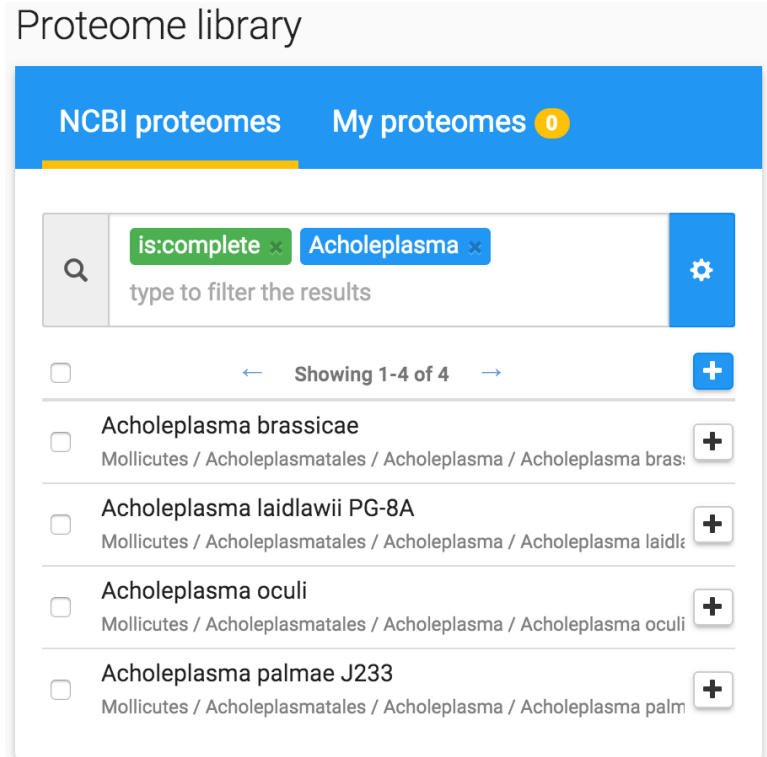 Proteome library
NCBI proteomes My proteomes 0
is:complete × Acholeplasma ×
type to filter the results
← Showing 1-4 of 4 →
Acholeplasma brassicae
Mollicutes / Acholeplasmatales / Acholeplasma / Acholeplasma bras
Acholeplasma laidlawii PG-8A
Mollicutes / Acholeplasmatales / Acholeplasma / Acholeplasma laidl
Acholeplasma oculi
Mollicutes / Acholeplasmatales / Acholeplasma / Acholeplasma oculi
Acholeplasma palmae J233
Mollicutes / Acholeplasmatales / Acholeplasma / Acholeplasma palm